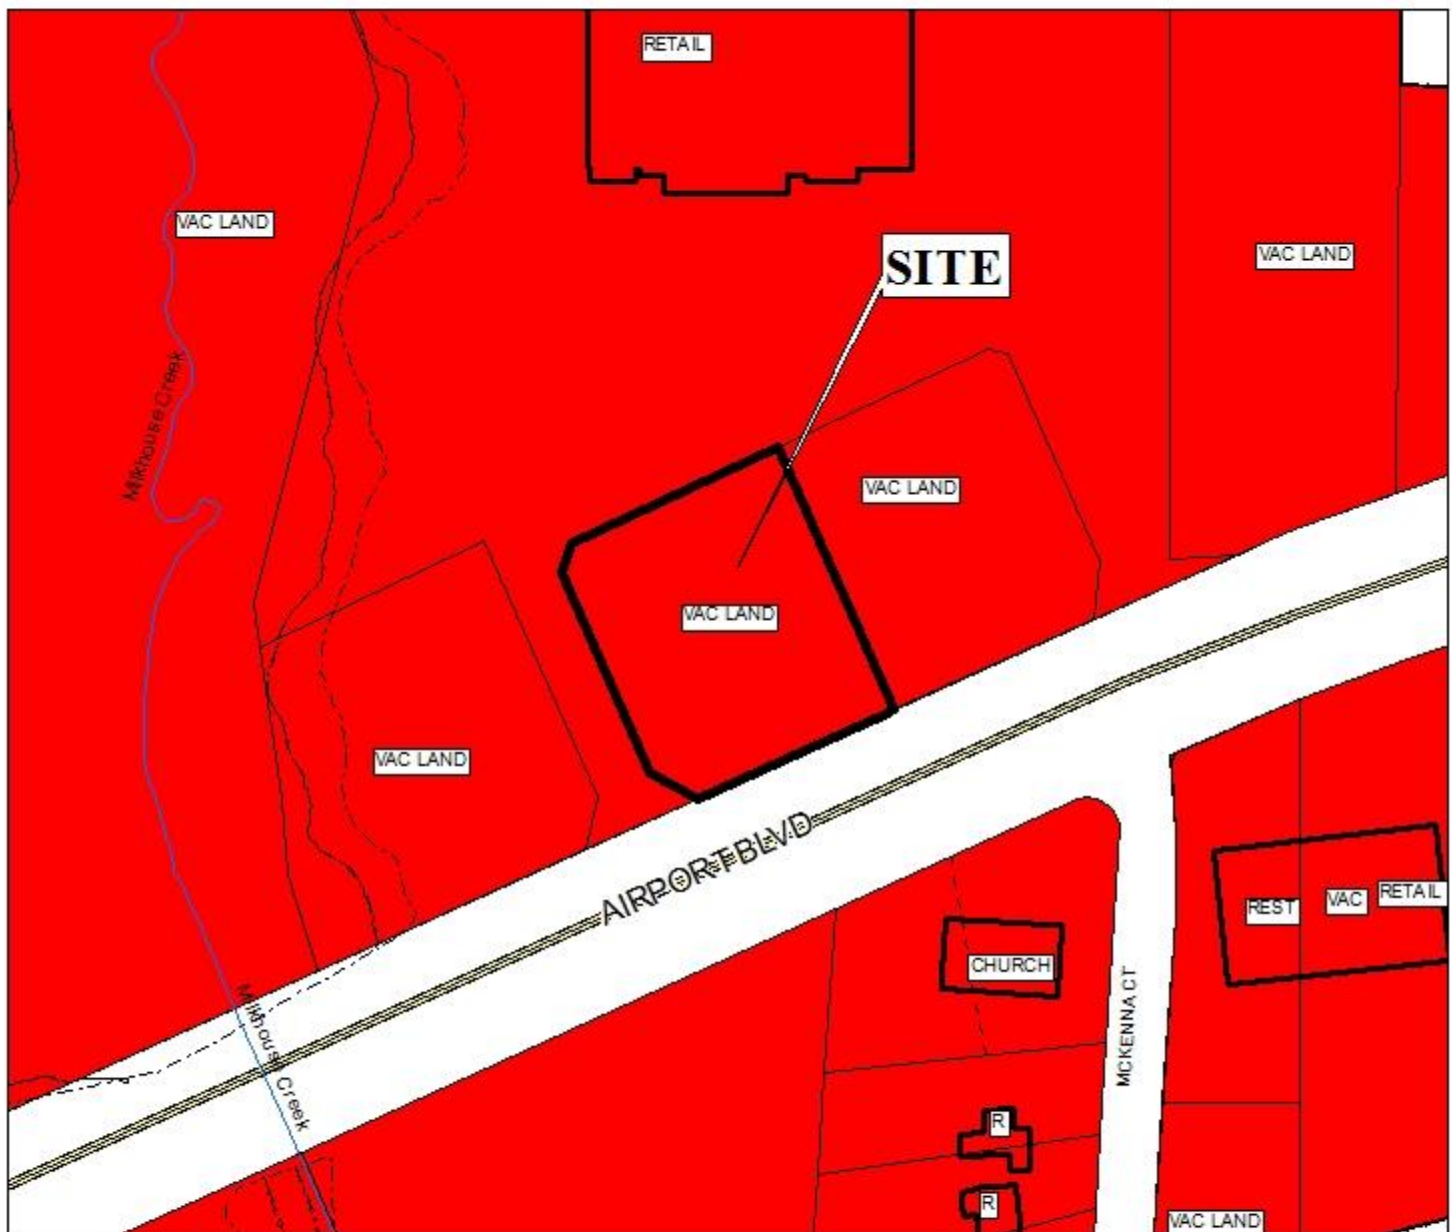 RETAIL
VAC LAND
SITE
VAC LAND
Milkhouse Creek
VAC LAND
VAC LAND
VAC LAND
AIRPORT BLVD
REST
VAC
RETAIL
CHURCH
MCKENNA CT
Milkhouse Creek
R
R
VAC LAND